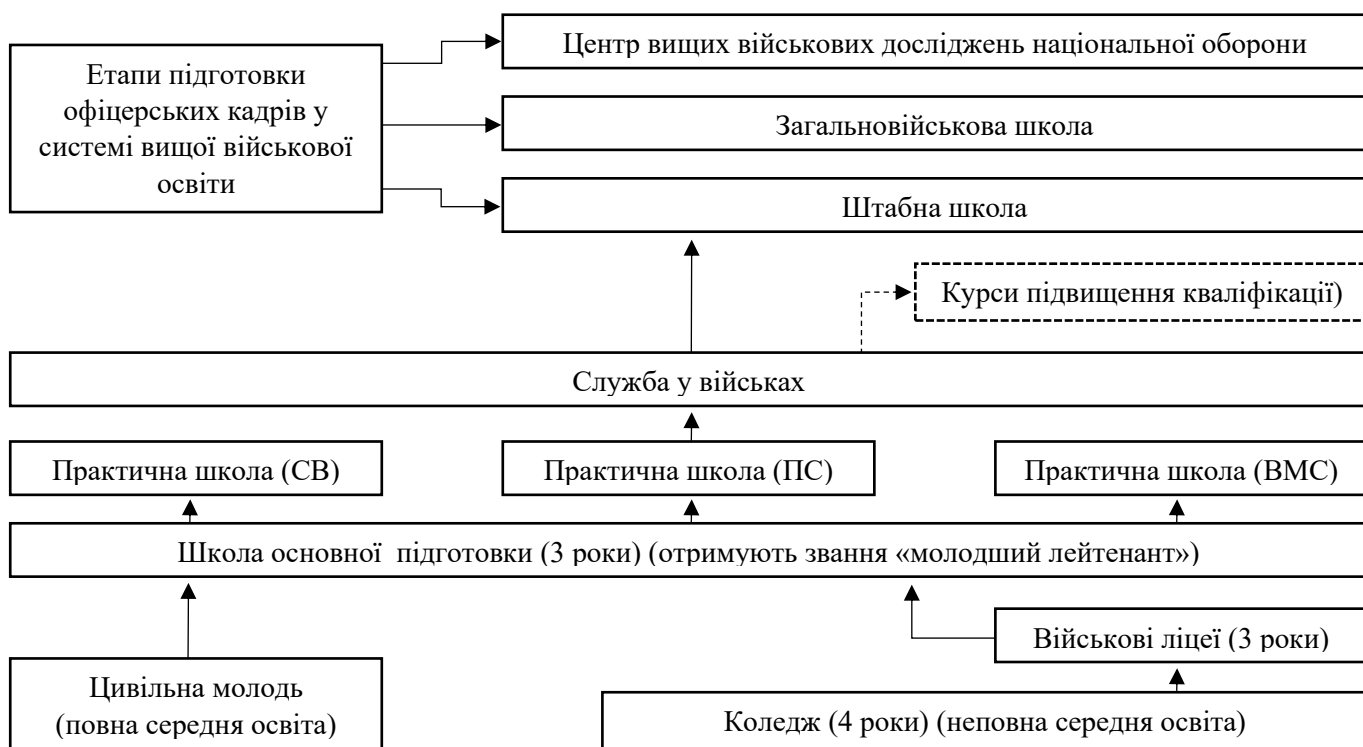 Етапи підготовки
офіцерських кадрів у
системі вищої військової
освіти
Центр вищих військових досліджень національної оборони
Загальновійськова школа
Штабна школа
Курси підвищення кваліфікації)
Служба у військах
Практична школа (СВ)
Практична школа (ПС)
Практична школа (ВМС)
Школа основної підготовки (3 роки) (отримують звання «молодший лейтенант»)
Військові ліцеї (3 роки)
Цивільна молодь
(повна середня освіта)
Коледж (4 роки) (неповна середня освіта)